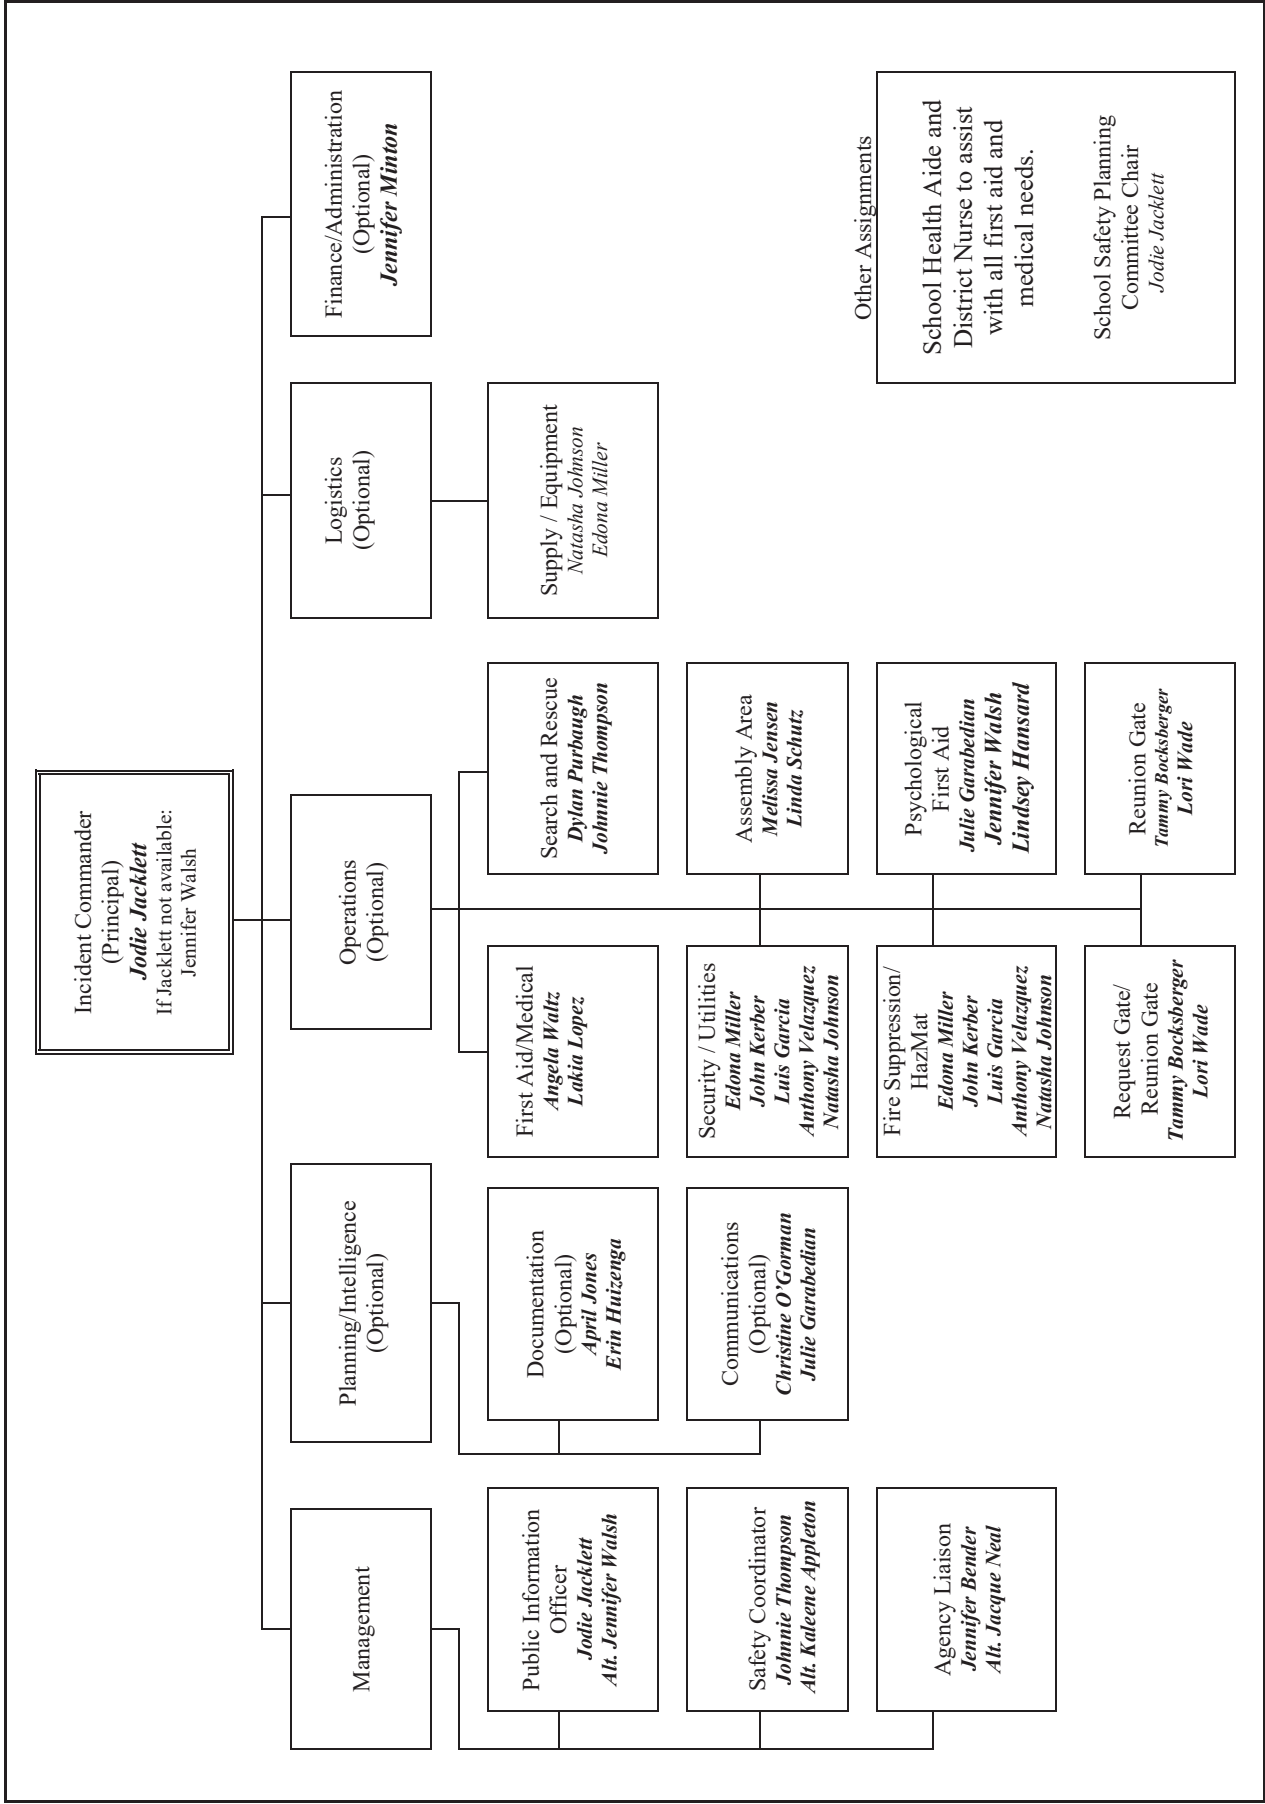 Incident Commander
(Principal)
Jodie Jacklett
If Jacklett not available:
Jennifer Walsh
Management
Planning/Intelligence
(Optional)
Operations
(Optional)
Logistics
(Optional)
Finance/Administration
(Optional)
Jennifer Minton
Public Information
Officer
Jodie Jacklett
Alt. Jennifer Walsh
Safety Coordinator
Johnnie Thompson
Alt. Kaleene Appleton
Agency Liaison
Jennifer Bender
Alt. Jacque Neal
Documentation
(Optional)
April Jones
Erin Huizenga
Communications
(Optional)
Christine O'Gorman
Julie Garabedian
First Aid/Medical
Angela Waltz
Lakia Lopez
Security / Utilities
Edona Miller
John Kerber
Luis Garcia
Anthony Velazquez
Natasha Johnson
Fire Suppression/
HazMat
Edona Miller
John Kerber
Luis Garcia
Anthony Velazquez
Natasha Johnson
Request Gate/
Reunion Gate
Tammy Bocksberger
Lori Wade
Search and Rescue
Dylan Purbaugh
Johnnie Thompson
Assembly Area
Melissa Jensen
Linda Schutz
Psychological
First Aid
Julie Garabedian
Jennifer Walsh
Lindsey Hansard
Reunion Gate
Tammy Bocksberger
Lori Wade
Supply / Equipment
Natasha Johnson
Edona Miller
Other Assignments
School Health Aide and
District Nurse to assist
with all first aid and
medical needs.
School Safety Planning
Committee Chair
Jodie Jacklett